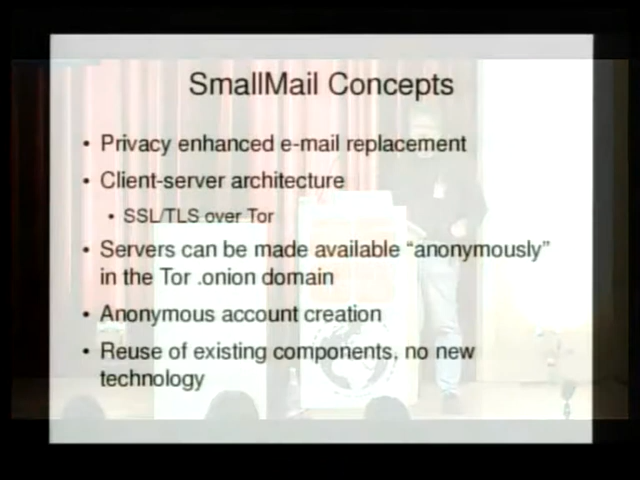 SmallMail Concepts
• Privacy enhanced e-mail replacement
• Client-server architecture
• SSL/TLS over Tor
• Servers can be made available “anonymously”
in the Tor .onion domain
• Anonymous account creation
• Reuse of existing components, no new
technology